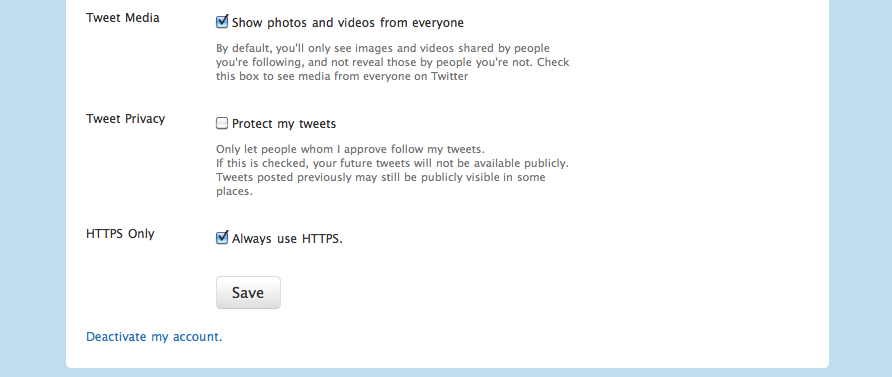 Tweet Media
Show photos and videos from everyone
By default, you'll only see images and videos shared by people
you're following, and not reveal those by people you're not. Check
this box to see media from everyone on Twitter
Tweet Privacy
Protect my tweets
Only let people whom I approve follow my tweets.
If this is checked, your future tweets will not be available publicly.
Tweets posted previously may still be publicly visible in some
places.
HTTPS Only
Always use HTTPS.
Save
Deactivate my account.